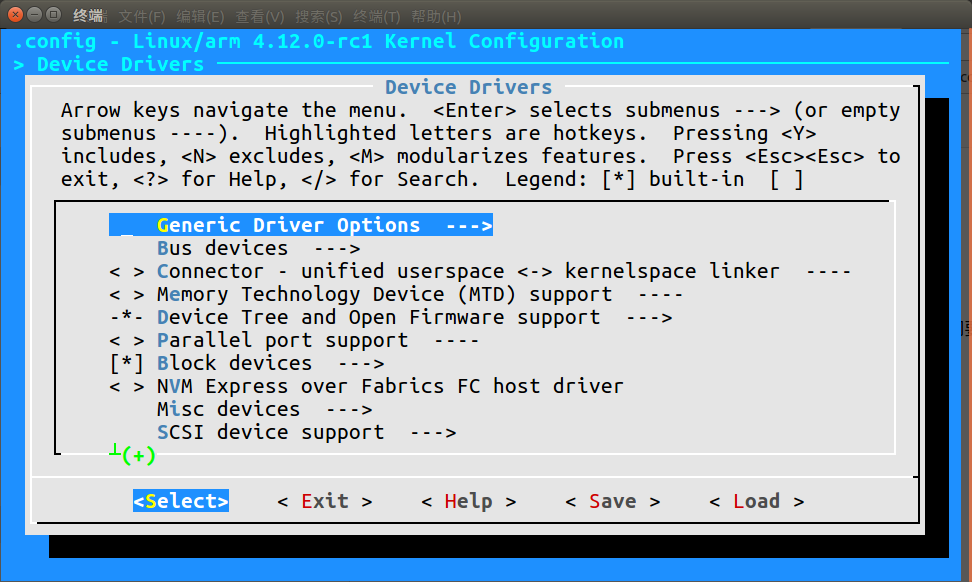 终端 文件(F) 编辑(E) 查看(V) 搜索(S) 终端(T) 帮助(H)
.config - Linux/arm 4.12.0-rc1 Kernel Configuration
> Device Drivers
Device Drivers
Arrow keys navigate the menu.  <Enter> selects submenus ---> (or empty
submenus ----).  Highlighted letters are hotkeys.  Pressing <Y>
includes, <N> excludes, <M> modularizes features.  Press <Esc><Esc> to
exit, <?> for Help, </> for Search.  Legend: [*] built-in  [ ]
Generic Driver Options  --->
Bus devices  --->
< > Connector - unified userspace <-> kernelspace linker  ----
< > Memory Technology Device (MTD) support  ----
-*- Device Tree and Open Firmware support  --->
< > Parallel port support  ----
[*] Block devices  --->
< > NVM Express over Fabrics FC host driver
Misc devices  --->
SCSI device support  --->
┴(+)
<Select>    < Exit >    < Help >    < Save >    < Load >